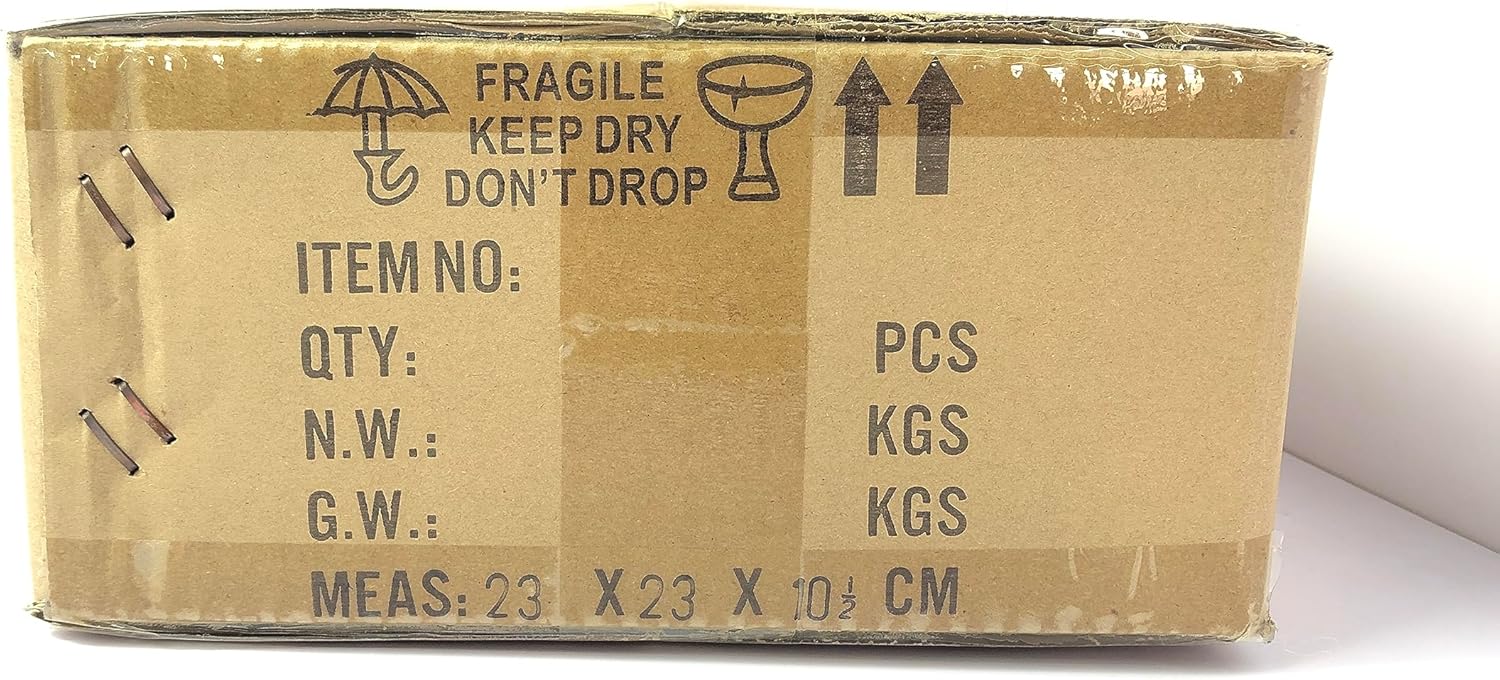 FRAGILE
KEEP DRY
DON'T DROP
ITEM NO:
QTY: PCS
N.W.: KGS
G.W.: KGS
MEAS: 23 X 23 X 10½ CM